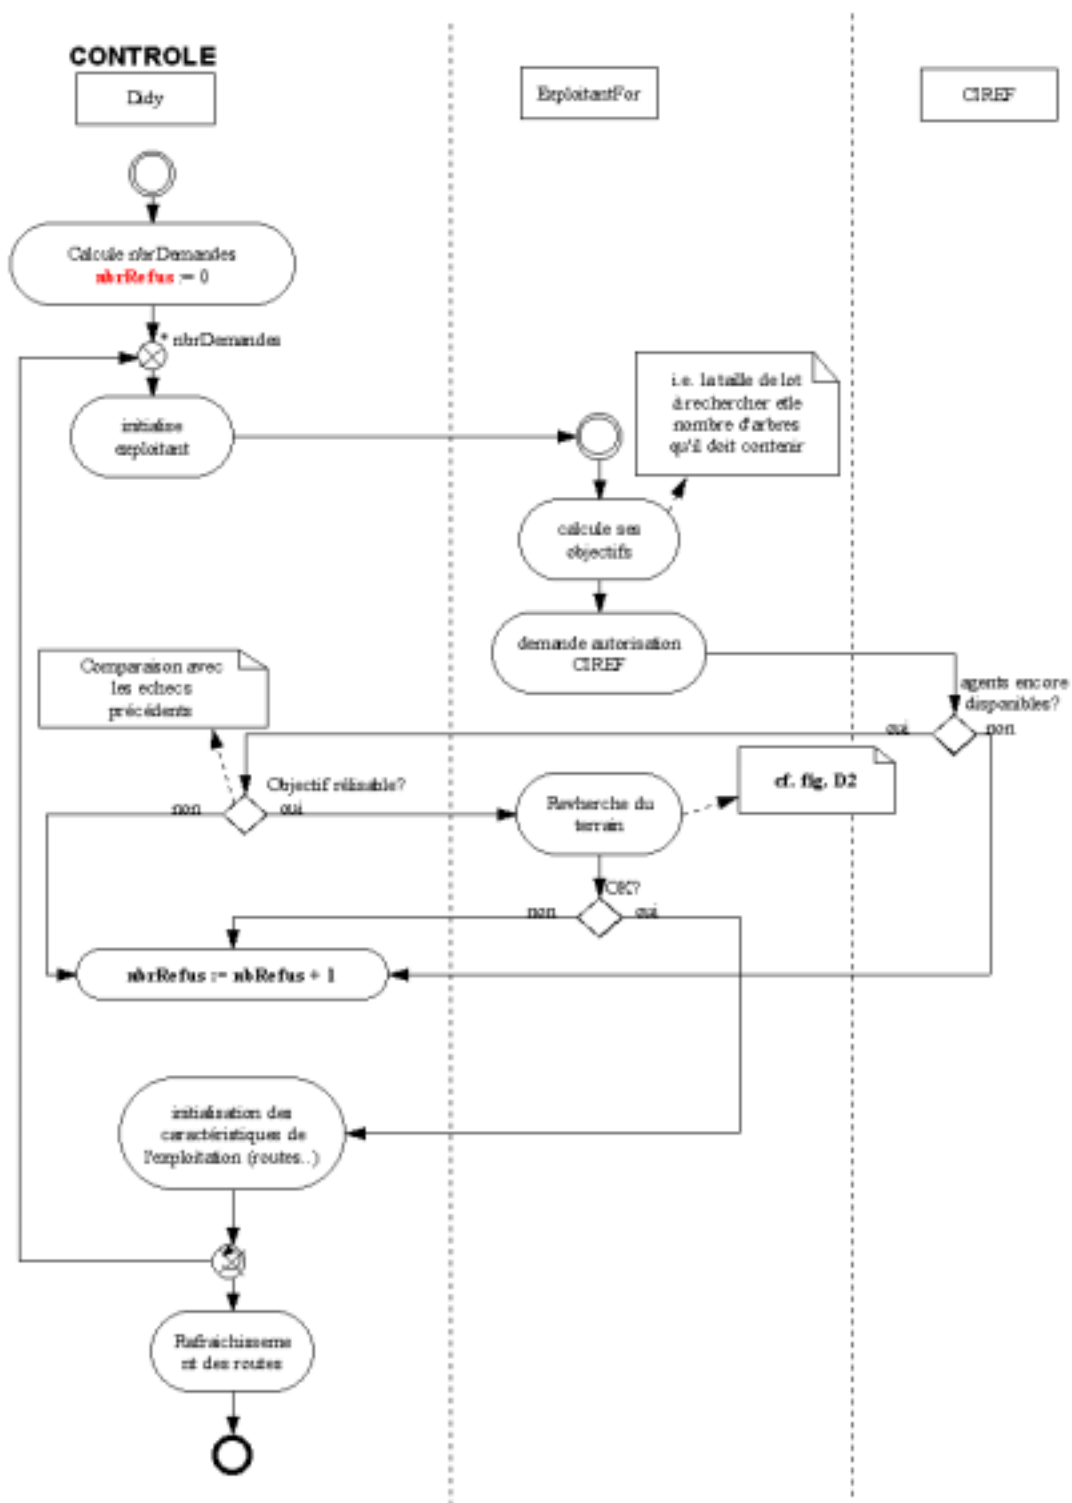 CONTROLE
Didy
ExploitantFor
CIREF
Calcule nbrDemandes
nbrRefus := 0
* nbrDemandes
initialise
exploitant
i.e. la taille de lot
à rechercher et le
nombre d'arbres
qu'il doit contenir
calcule ses
objectifs
demande autorisation
CIREF
Comparaison avec
les echecs
précédents
agents encore
disponibles?
oui
non
Objectif rélisable?
non
oui
Recherche du
terrain
cf. fig. D2
OK?
non
oui
nbrRefus := nbRefus + 1
initialisation des
caractéristiques de
l'exploitation (routes..)
Rafraichisseme
nt des routes